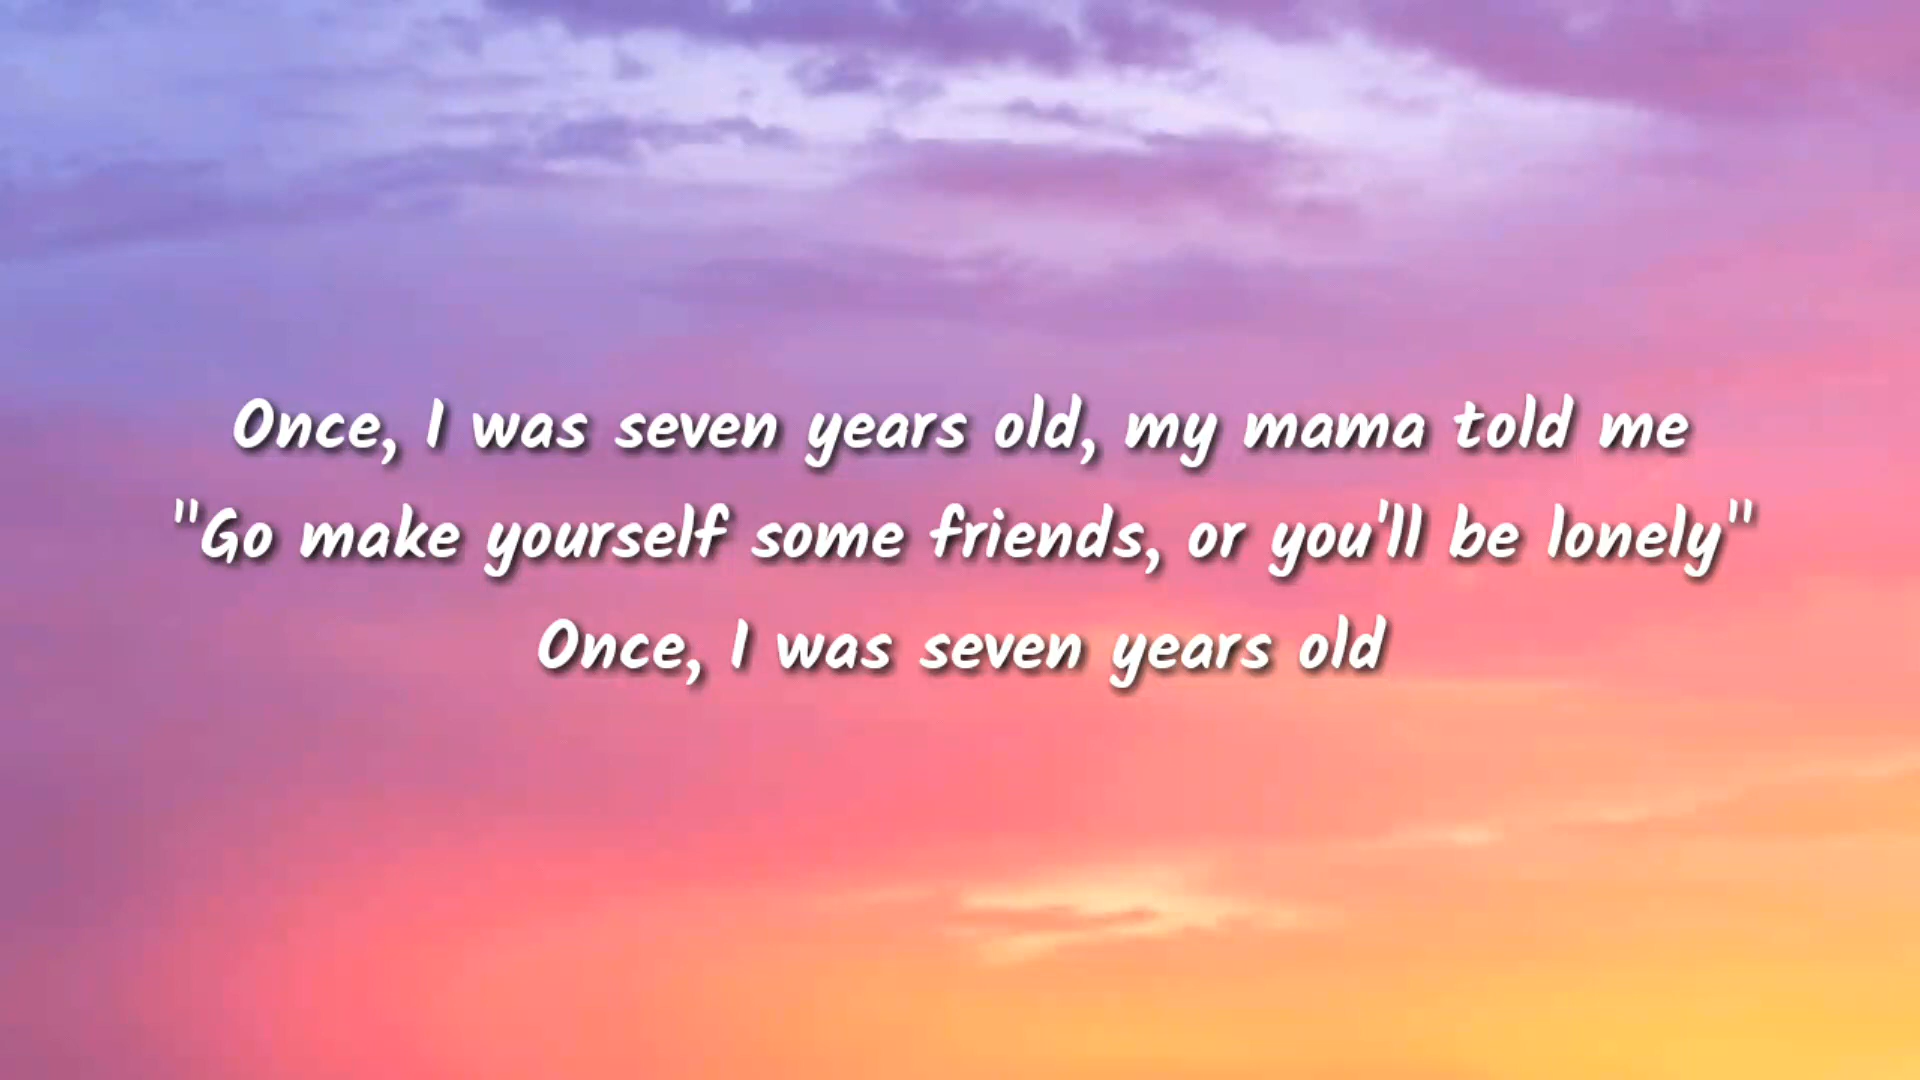 Once, I was seven years old, my mama told me
"Go make yourself some friends, or you'll be lonely"
Once, I was seven years old